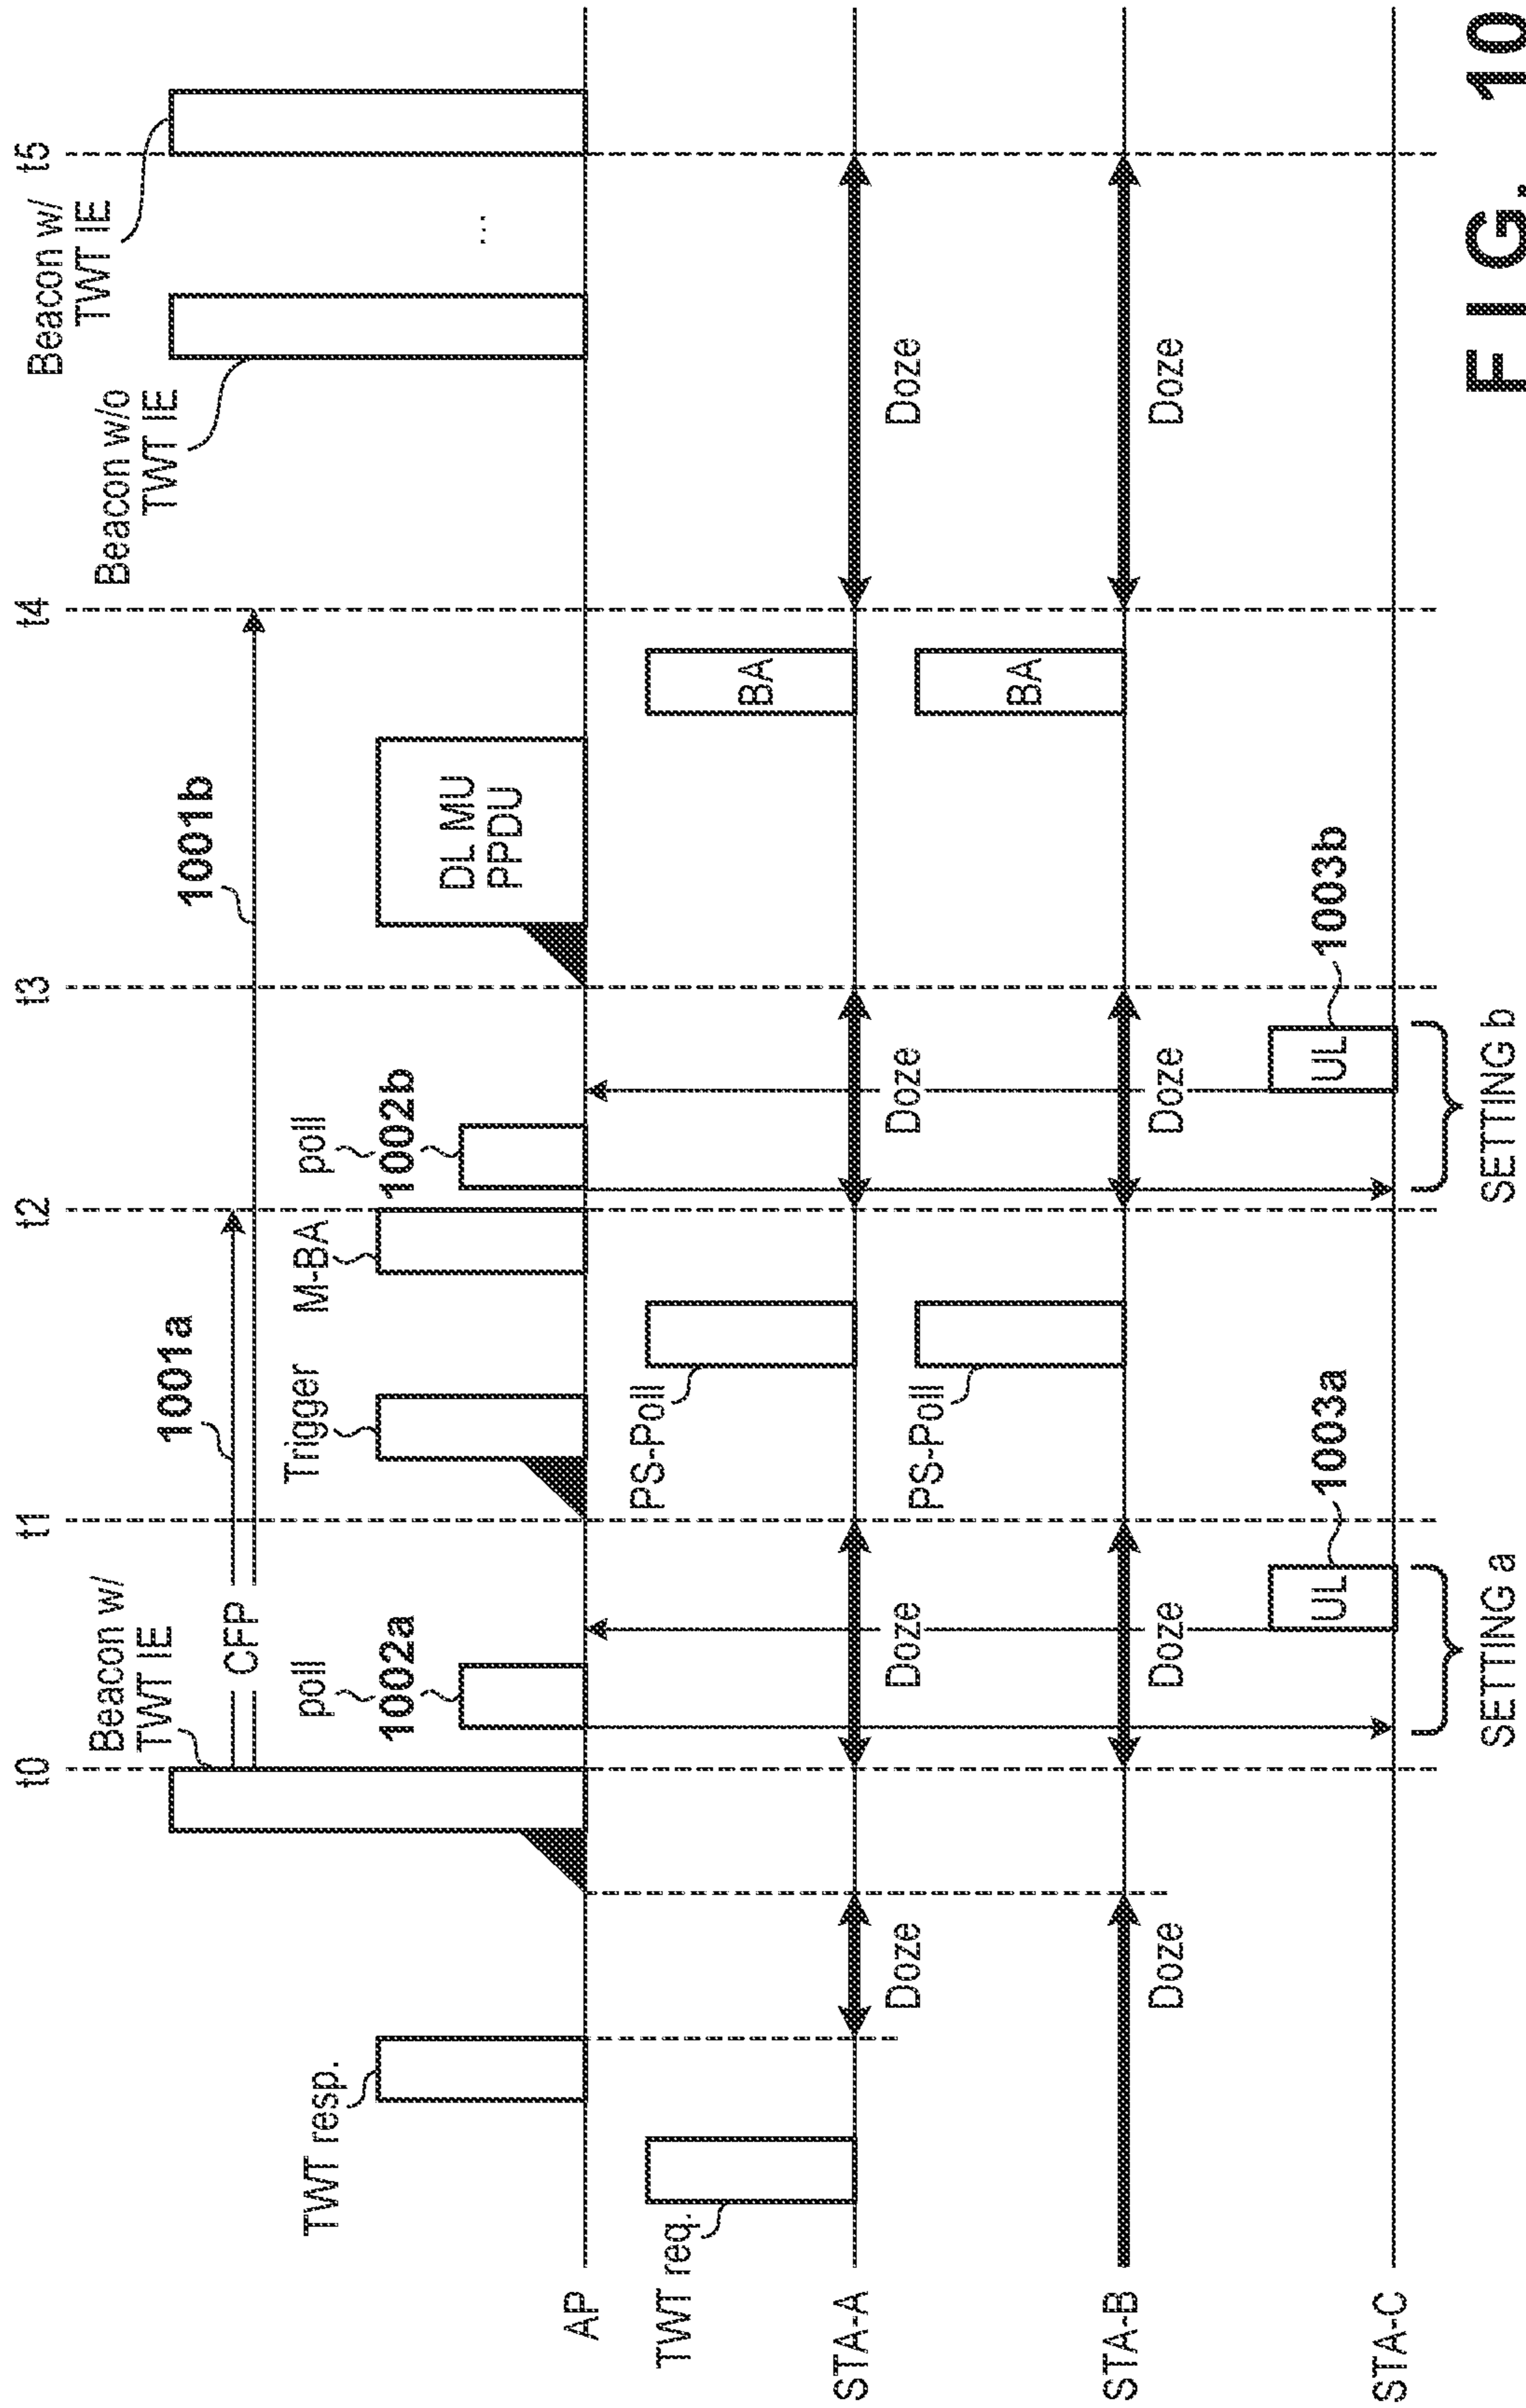 t0
t1
t2
t3
t4
t5
Beacon w/
TWT IE
CFP
1001a
1001b
Beacon w/o
TWT IE
Beacon w/
TWT IE
...
TWT resp.
poll
1002a
Trigger
M-BA
poll
1002b
DL MU
PPDU
AP
TWT req.
PS-Poll
BA
STA-A
Doze
Doze
Doze
Doze
PS-Poll
BA
STA-B
Doze
Doze
Doze
Doze
UL
1003a
UL
1003b
STA-C
SETTING a
SETTING b
FIG. 10